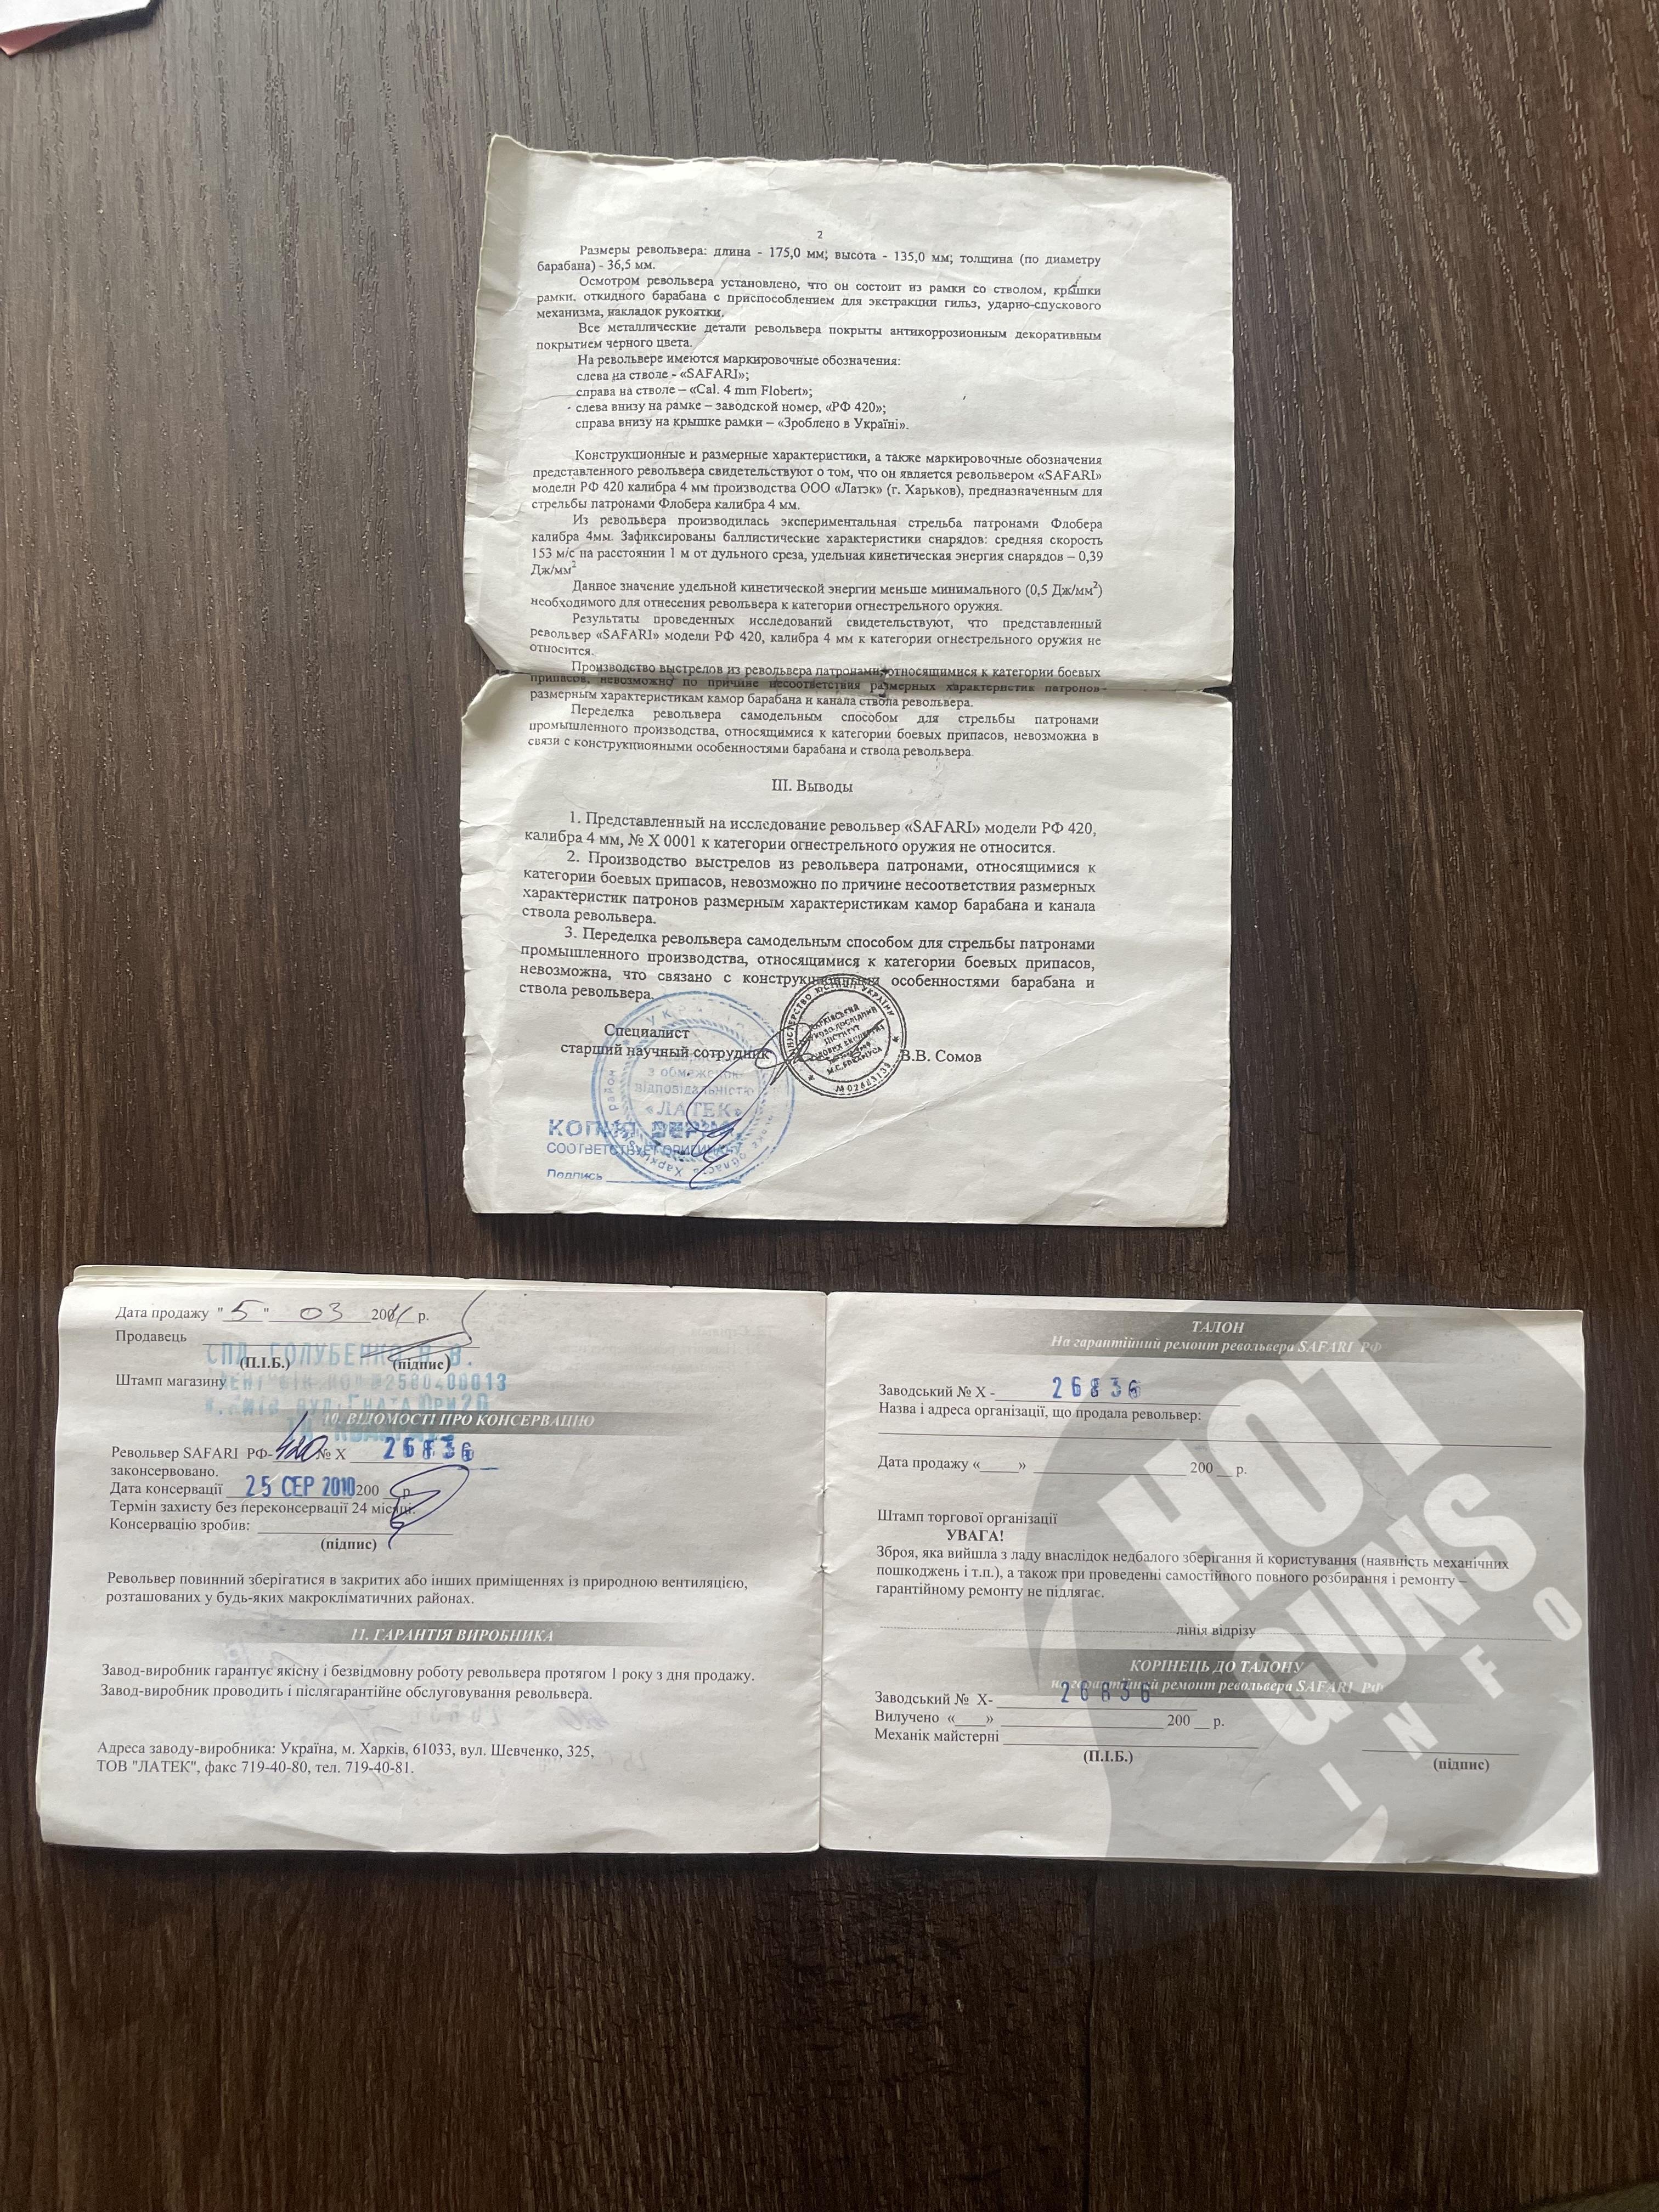 2
Размеры револьвера: длина - 175,0 мм; высота - 135,0 мм; толщина (по диаметру
барабана) - 36,5 мм.
Осмотром револьвера установлено, что он состоит из рамки со стволом, крышки
рамки, откидного барабана с приспособлением для экстракции гильз, ударно-спускового
механизма, накладок рукоятки.
Все металлические детали револьвера покрыты антикоррозионным декоративным
покрытием черного цвета.
На револьвере имеются маркировочные обозначения:
слева на стволе - «SAFARI»;
справа на стволе – «Cal. 4 mm Flobert»;
слева внизу на рамке – заводской номер, «РФ 420»;
справа внизу на крышке рамки – «Зроблено в Україні».
Конструкционные и размерные характеристики, а также маркировочные обозначения
представленного револьвера свидетельствуют о том, что он является револьвером «SAFARI»
модели РФ 420 калибра 4 мм производства ООО «Латэк» (г. Харьков), предназначенным для
стрельбы патронами Флобера калибра 4 мм.
Из револьвера производилась экспериментальная стрельба патронами Флобера
калибра 4мм. Зафиксированы баллистические характеристики снарядов: средняя скорость
153 м/с на расстоянии 1 м от дульного среза, удельная кинетическая энергия снарядов – 0,39
Дж/мм²
Данное значение удельной кинетической энергии меньше минимального (0,5 Дж/мм²)
необходимого для отнесения револьвера к категории огнестрельного оружия.
Результаты проведенных исследований свидетельствуют, что представленный
револьвер «SAFARI» модели РФ 420, калибра 4 мм к категории огнестрельного оружия не
относится.
Производство выстрелов из револьвера патронами, относящимися к категории боевых
припасов, невозможно по причине несоответствия размерных характеристик патронов
размерным характеристикам камор барабана и канала ствола револьвера.
Переделка револьвера самодельным способом для стрельбы патронами
промышленного производства, относящимися к категории боевых припасов, невозможна в
связи с конструкционными особенностями барабана и ствола револьвера.
III. Выводы
1. Представленный на исследование револьвер «SAFARI» модели РФ 420,
калибра 4 мм, № Х 0001 к категории огнестрельного оружия не относится.
2. Производство выстрелов из револьвера патронами, относящимися к
категории боевых припасов, невозможно по причине несоответствия размерных
характеристик патронов размерным характеристикам камор барабана и канала
ствола револьвера.
3. Переделка револьвера самодельным способом для стрельбы патронами
промышленного производства, относящимися к категории боевых припасов,
невозможна, что связано с конструкционными особенностями барабана и
ствола револьвера.
Специалист
старший научный сотрудник В.В. Сомов
з обмеженою
відповідальністю
«ЛАТЕК»
КОПИЯ ВЕРНА
СООТВЕТСТВУЕТ ОРИГИНАЛУ
Подпись
Дата продажу "5" 03 200 р.
Продавець
(П.І.Б.) (підпис)
СПД ГОЛУБЕНКО В.В.
Штамп магазину
10. ВІДОМОСТІ ПРО КОНСЕРВАЦІЮ
Револьвер SAFARI РФ-420 № Х 26836
законсервовано.
Дата консервації 25 СЕР 2010 200 р.
Термін захисту без переконсервації 24 місяці.
Консервацію зробив:
(підпис)
Револьвер повинний зберігатися в закритих або інших приміщеннях із природною вентиляцією,
розташованих у будь-яких макрокліматичних районах.
11. ГАРАНТІЯ ВИРОБНИКА
Завод-виробник гарантує якісну і безвідмовну роботу револьвера протягом 1 року з дня продажу.
Завод-виробник проводить і післягарантійне обслуговування револьвера.
Адреса заводу-виробника: Україна, м. Харків, 61033, вул. Шевченко, 325,
ТОВ "ЛАТЕК", факс 719-40-80, тел. 719-40-81.
ТАЛОН
На гарантійний ремонт револьвера SAFARI РФ
Заводський № Х - 26836
Назва і адреса організації, що продала револьвер:
Дата продажу «____» 200 __ р.
Штамп торгової організації
УВАГА!
Зброя, яка вийшла з ладу внаслідок недбалого зберігання й користування (наявність механічних
пошкоджень і т.п.), а також при проведенні самостійного повного розбирання і ремонту –
гарантійному ремонту не підлягає.
лінія відрізу
КОРІНЕЦЬ ДО ТАЛОНУ
на гарантійний ремонт револьвера SAFARI РФ
Заводський № Х- 26836
Вилучено «____» 200 __ р.
Механік майстерні
(П.І.Б.) (підпис)
HOT
GUNS
INFO